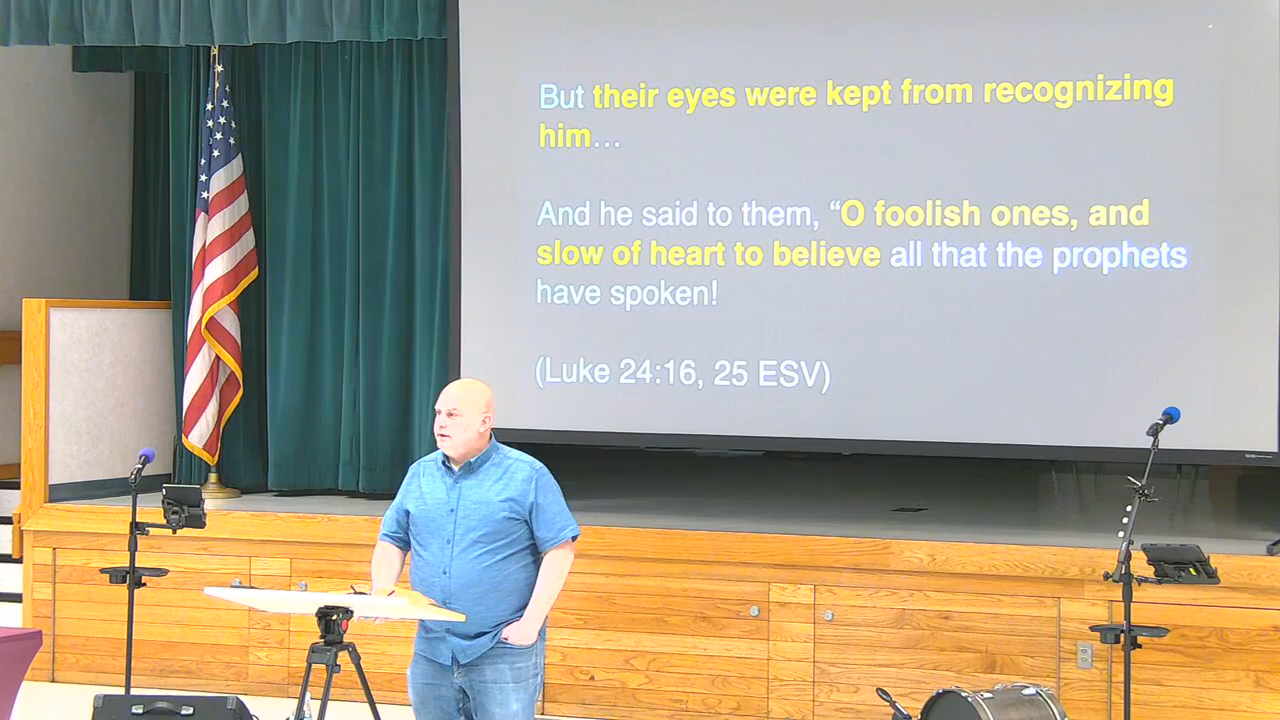 But their eyes were kept from recognizing
him…
And he said to them, “O foolish ones, and
slow of heart to believe all that the prophets
have spoken!
(Luke 24:16, 25 ESV)